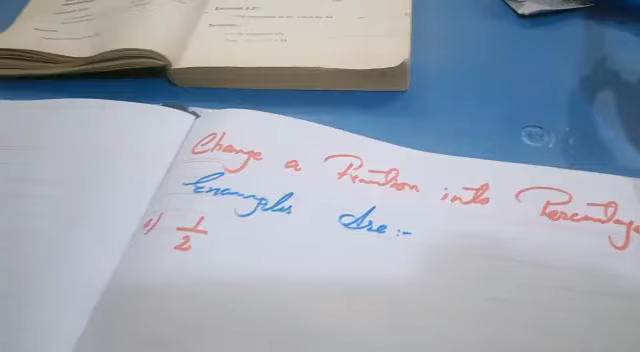 Change a Fraction into Percentage
Examples Are:-
1) 1/2